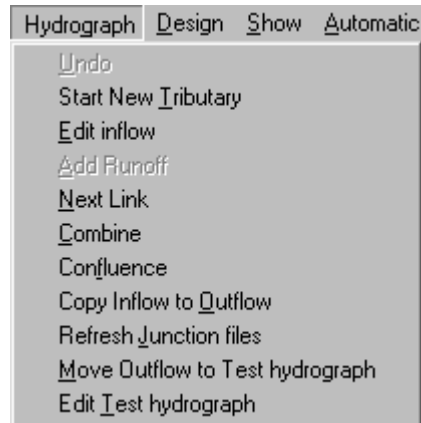 Hydrograph Design Show Automatic
Undo
Start New Tributary
Edit inflow
Add Runoff
Next Link
Combine
Confluence
Copy Inflow to Outflow
Refresh Junction files
Move Outflow to Test hydrograph
Edit Test hydrograph